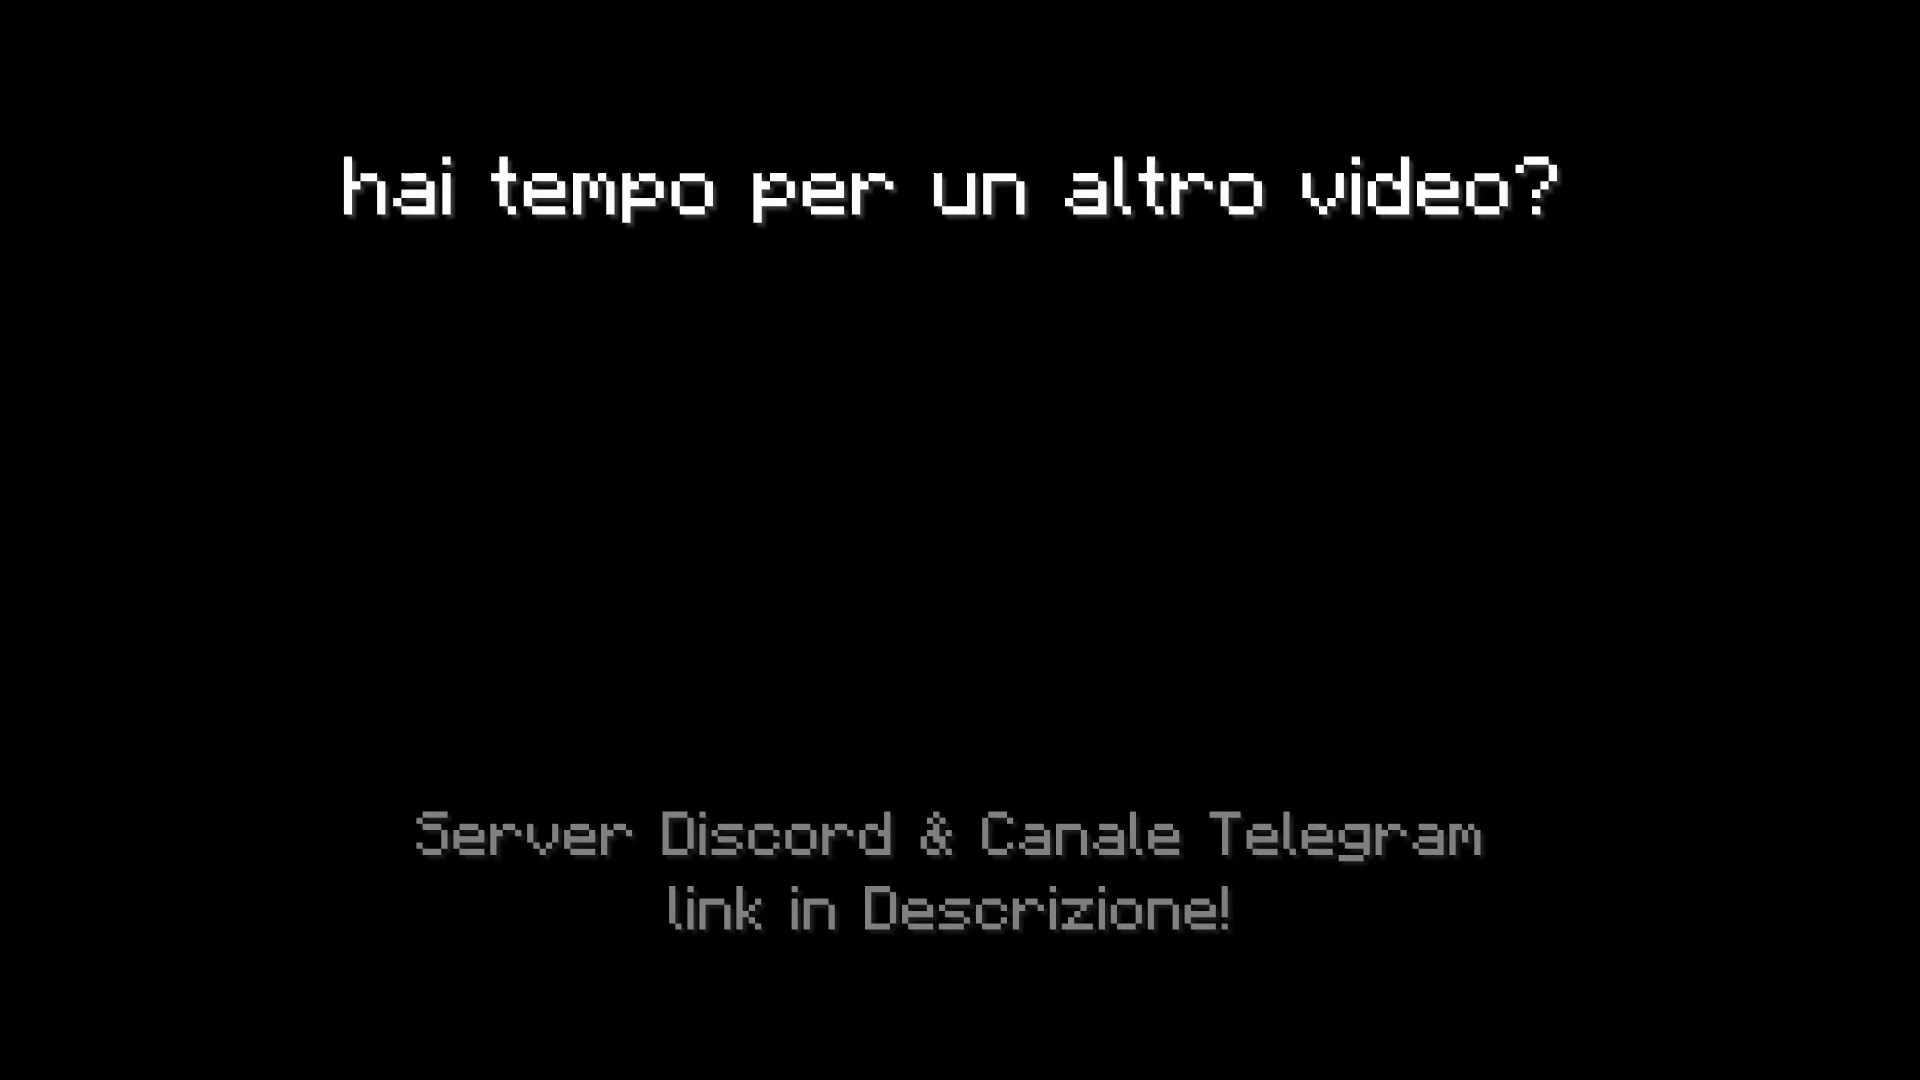 hai tempo per un altro video?
Server Discord & Canale Telegram
link in Descrizione!